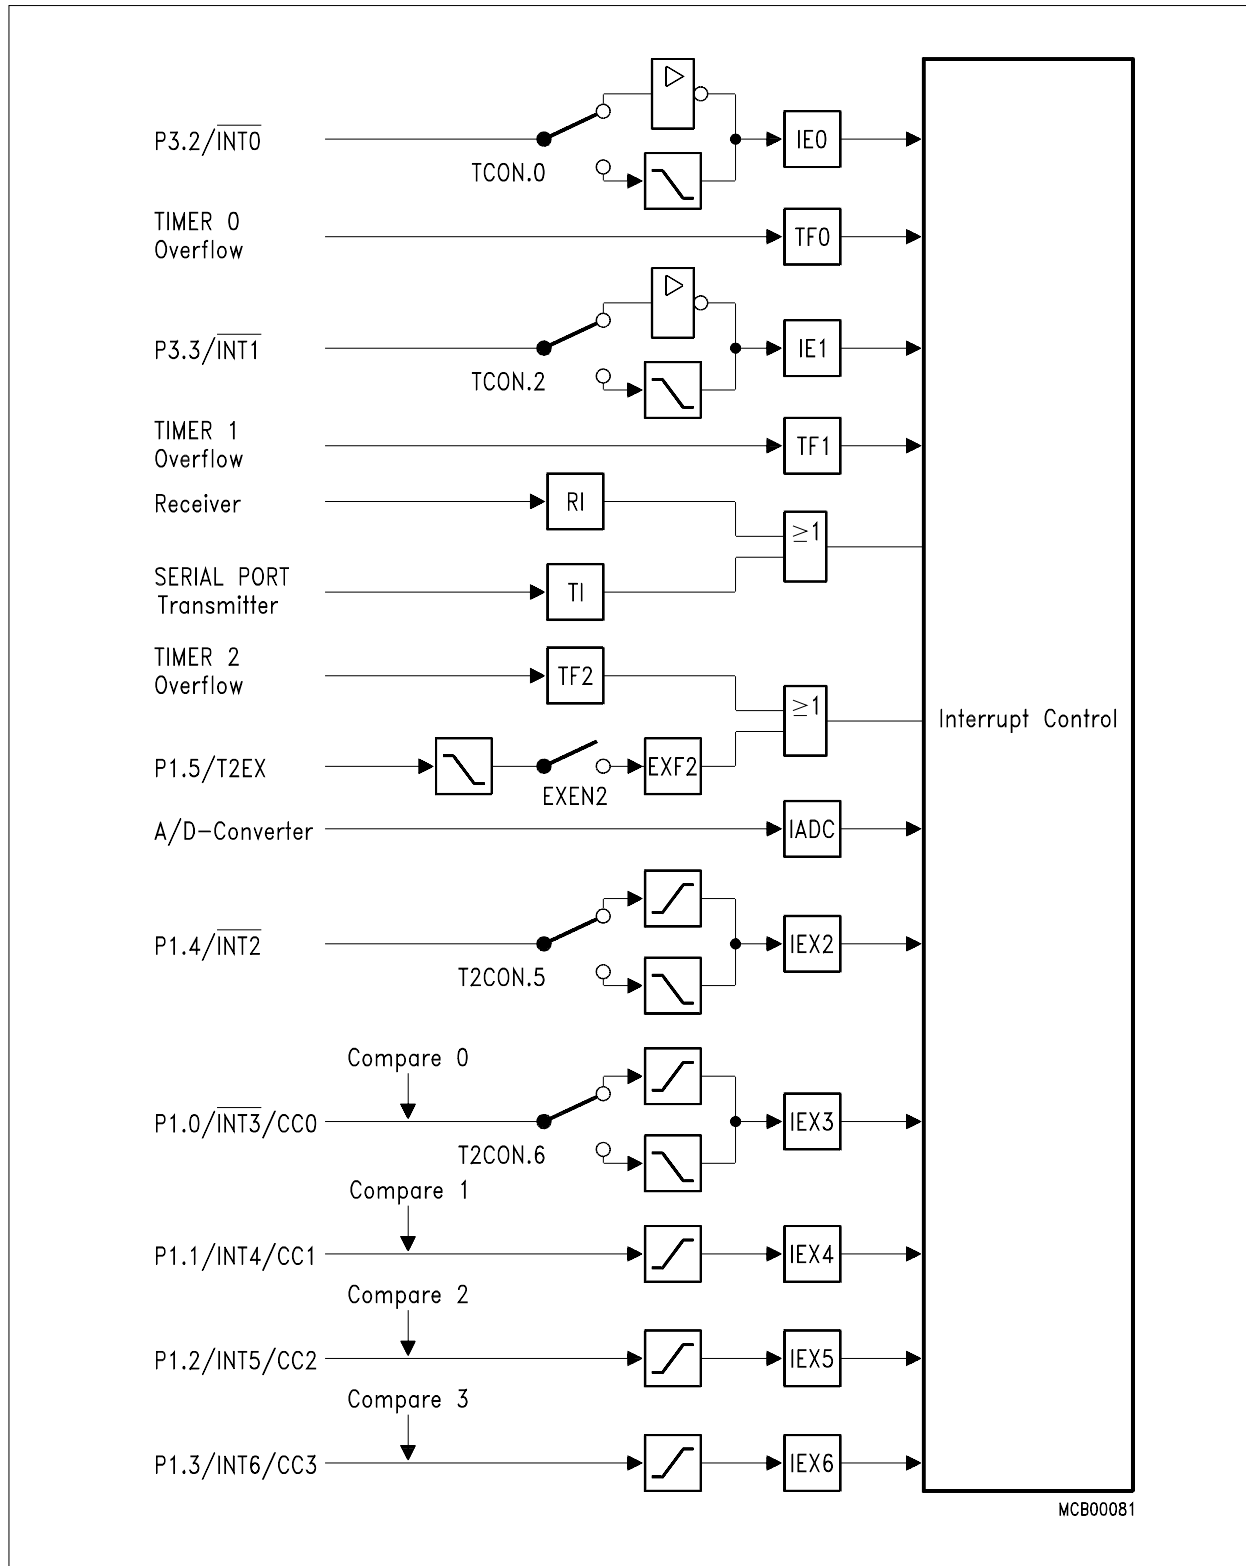 P3.2/INT0
TCON.0
IE0
TIMER 0
Overflow
TF0
P3.3/INT1
TCON.2
IE1
TIMER 1
Overflow
TF1
Receiver
RI
≥1
SERIAL PORT
Transmitter
TI
TIMER 2
Overflow
TF2
≥1
Interrupt Control
P1.5/T2EX
EXEN2
EXF2
A/D-Converter
IADC
P1.4/INT2
T2CON.5
IEX2
Compare 0
P1.0/INT3/CC0
T2CON.6
IEX3
Compare 1
P1.1/INT4/CC1
IEX4
Compare 2
P1.2/INT5/CC2
IEX5
Compare 3
P1.3/INT6/CC3
IEX6
MCB00081